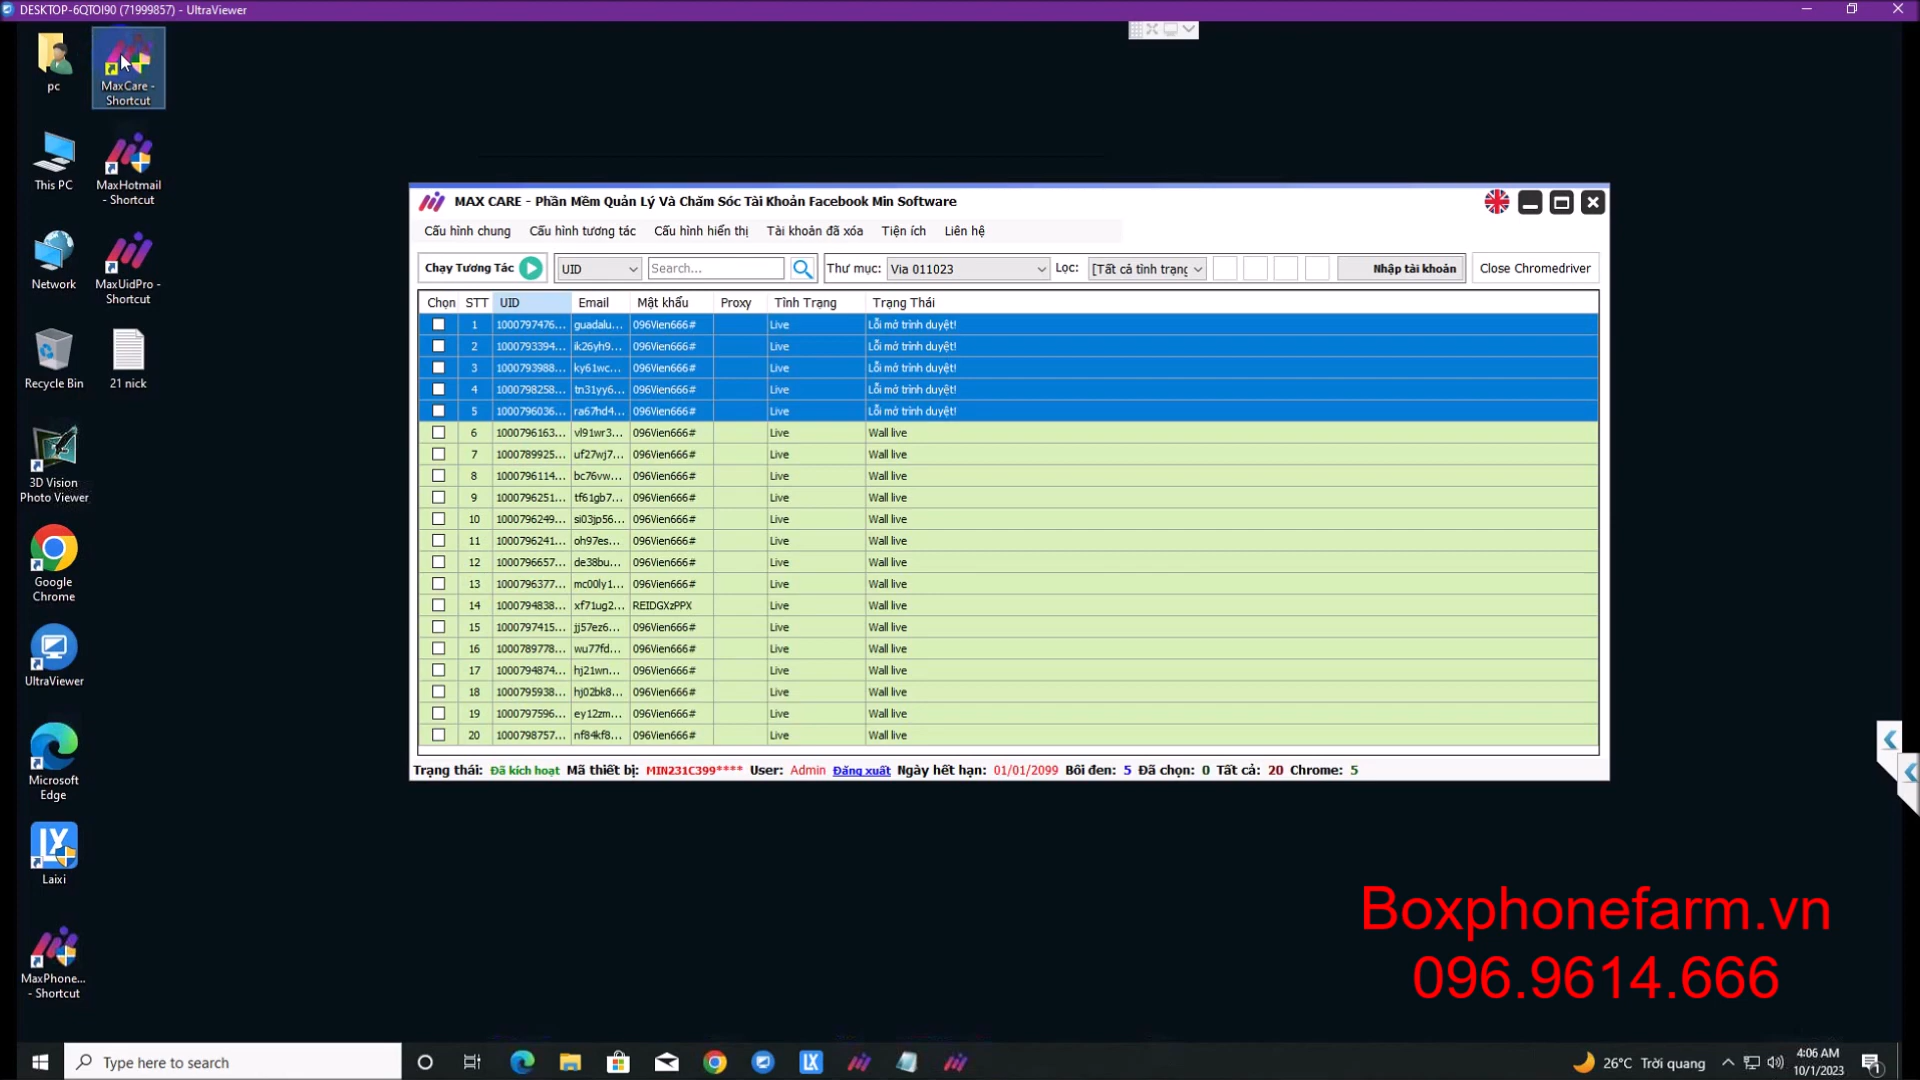 DESKTOP-6QTOI90 (71999857) - UltraViewer
pc
MaxCare -
Shortcut
This PC
MaxHotmail
- Shortcut
Network
MaxUidPro -
Shortcut
Recycle Bin
21 nick
3D Vision
Photo Viewer
Google
Chrome
UltraViewer
Microsoft
Edge
Laixi
MaxPhone...
- Shortcut
MAX CARE - Phần Mềm Quản Lý Và Chăm Sóc Tài Khoản Facebook Min Software
Cấu hình chung Cấu hình tương tác Cấu hình hiển thị Tài khoản đã xóa Tiện ích Liên hệ
Chạy Tương Tác UID Search... Thư mục: Via 011023 Lọc: [Tất cả tình trạng Nhập tài khoản Close Chromedriver
Chọn STT UID Email Mật khẩu Proxy Tình Trạng Trạng Thái
1 1000797476... guadalu... 096Vien666# Live Lỗi mở trình duyệt!
2 1000793394... ik26yh9... 096Vien666# Live Lỗi mở trình duyệt!
3 1000793988... ky61wc... 096Vien666# Live Lỗi mở trình duyệt!
4 1000798258... tn31yy6... 096Vien666# Live Lỗi mở trình duyệt!
5 1000796036... ra67hd4... 096Vien666# Live Lỗi mở trình duyệt!
6 1000796163... vl91wr3... 096Vien666# Live Wall live
7 1000789925... uf27wj7... 096Vien666# Live Wall live
8 1000796114... bc76vw... 096Vien666# Live Wall live
9 1000796251... tf61gb7... 096Vien666# Live Wall live
10 1000796249... si03jp56... 096Vien666# Live Wall live
11 1000796241... oh97es... 096Vien666# Live Wall live
12 1000796657... de38bu... 096Vien666# Live Wall live
13 1000796377... mc00ly1... 096Vien666# Live Wall live
14 1000794838... xf71ug2... REIDGXzPPX Live Wall live
15 1000797415... jj57ez6... 096Vien666# Live Wall live
16 1000789778... wu77fd... 096Vien666# Live Wall live
17 1000794874... hj21wn... 096Vien666# Live Wall live
18 1000795938... hj02bk8... 096Vien666# Live Wall live
19 1000797596... ey12zm... 096Vien666# Live Wall live
20 1000798757... nf84kf8... 096Vien666# Live Wall live
Trạng thái: Đã kích hoạt Mã thiết bị: MIN231C399**** User: Admin Đăng xuất Ngày hết hạn: 01/01/2099 Bôi đen: 5 Đã chọn: 0 Tất cả: 20 Chrome: 5
Boxphonefarm.vn
096.9614.666
Type here to search
26°C Trời quang
4:06 AM
10/1/2023